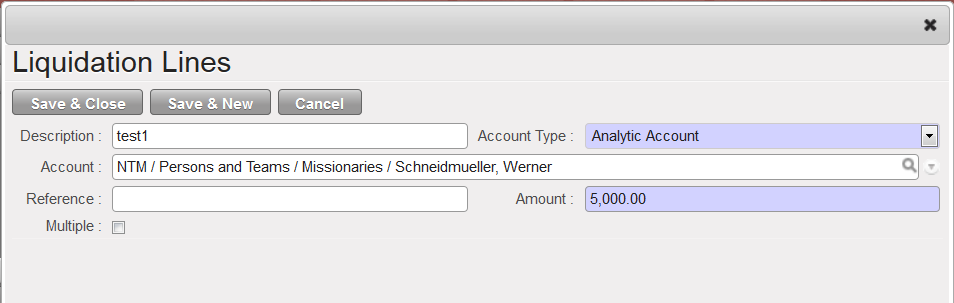 Liquidation Lines
Save & Close Save & New Cancel
Description : test1 Account Type : Analytic Account
Account : NTM / Persons and Teams / Missionaries / Schneidmueller, Werner
Reference : Amount : 5,000.00
Multiple :